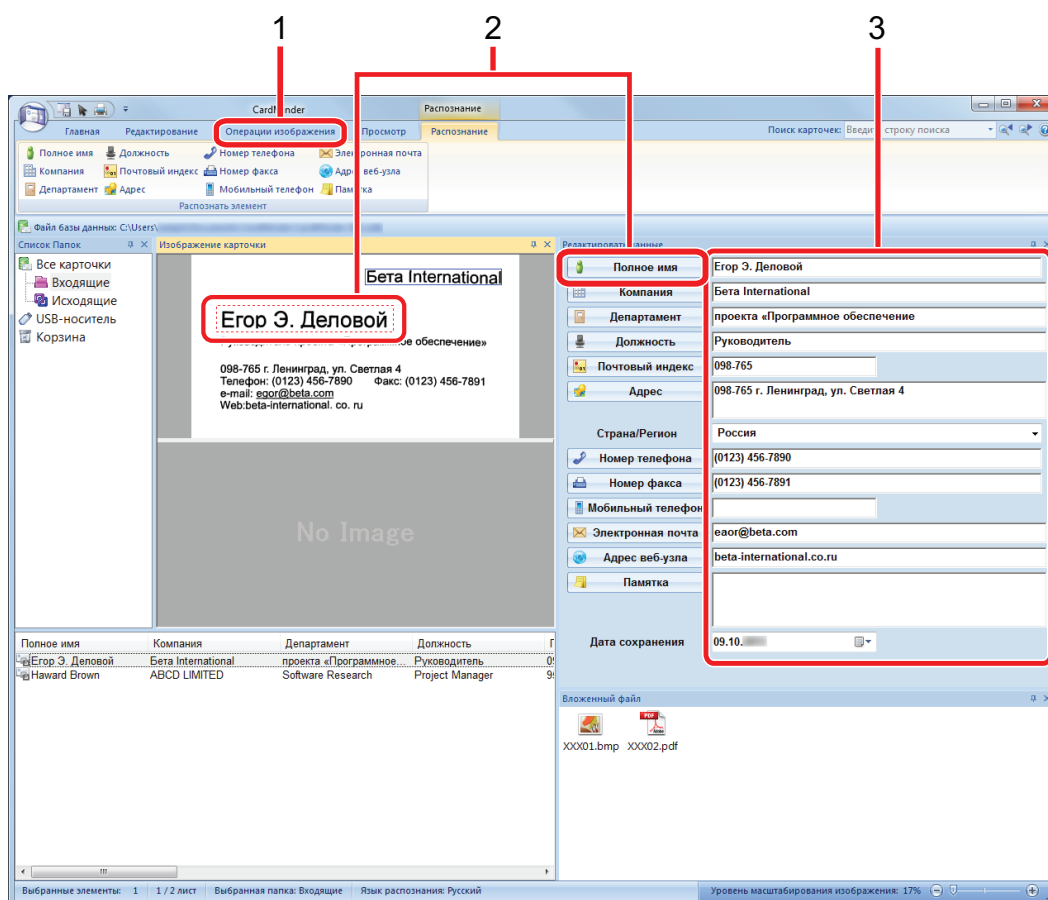 1
2
3
CardMinder
Распознание
Главная Редактирование Операции изображения Просмотр Распознание
Поиск карточек: Введите строку поиска
Полное имя Должность Номер телефона Электронная почта
Компания Почтовый индекс Номер факса Адрес веб-узла
Департамент Адрес Мобильный телефон Памятка
Распознать элемент
Файл базы данных: C:\Users\
Список Папок
Все карточки
Входящие
Исходящие
USB-носитель
Корзина
Изображение карточки
Бета International
Егор Э. Деловой
Руководитель проекта «Программное обеспечение»
098-765 г. Ленинград, ул. Светлая 4
Телефон: (0123) 456-7890 Факс: (0123) 456-7891
e-mail: egor@beta.com
Web:beta-international. co. ru
No Image
Редактировать данные
Полное имя Егор Э. Деловой
Компания Бета International
Департамент проекта «Программное обеспечение
Должность Руководитель
Почтовый индекс 098-765
Адрес 098-765 г. Ленинград, ул. Светлая 4
Страна/Регион Россия
Номер телефона (0123) 456-7890
Номер факса (0123) 456-7891
Мобильный телефон
Электронная почта eaor@beta.com
Адрес веб-узла beta-international.co.ru
Памятка
Дата сохранения 09.10.
Полное имя Компания Департамент Должность
Егор Э. Деловой Бета International проекта «Программное... Руководитель
Haward Brown ABCD LIMITED Software Research Project Manager
Вложенный файл
XXX01.bmp XXX02.pdf
Выбранные элементы: 1 1 / 2 лист Выбранная папка: Входящие Язык распознания: Русский
Уровень масштабирования изображения: 17%